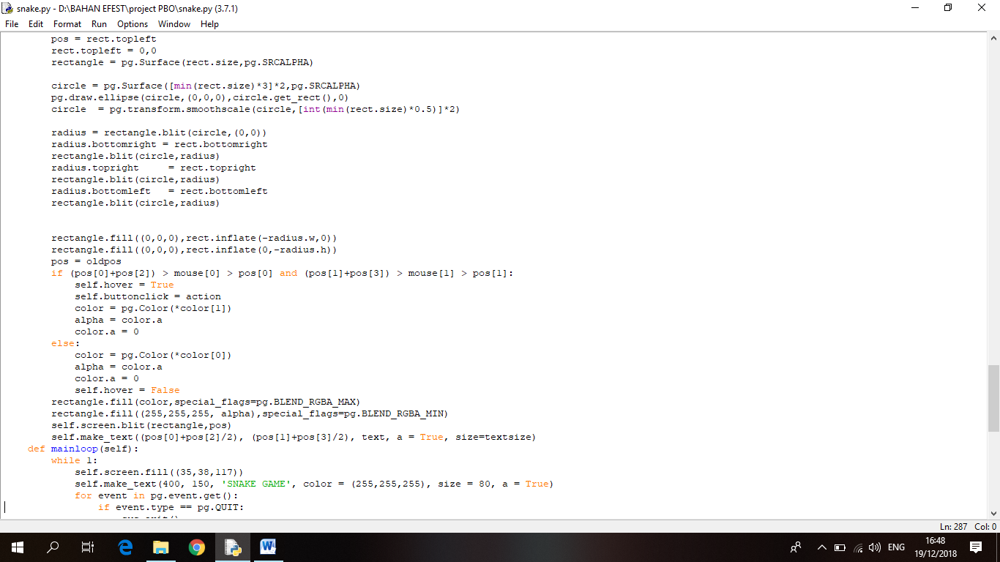 snake.py - D:\BAHAN EFEST\project PBO\snake.py (3.7.1)
File Edit Format Run Options Window Help
        pos = rect.topleft
        rect.topleft = 0,0
        rectangle = pg.Surface(rect.size,pg.SRCALPHA)

        circle = pg.Surface([min(rect.size)*3]*2,pg.SRCALPHA)
        pg.draw.ellipse(circle,(0,0,0),circle.get_rect(),0)
        circle  = pg.transform.smoothscale(circle,[int(min(rect.size)*0.5)]*2)

        radius = rectangle.blit(circle,(0,0))
        radius.bottomright = rect.bottomright
        rectangle.blit(circle,radius)
        radius.topright     = rect.topright
        rectangle.blit(circle,radius)
        radius.bottomleft   = rect.bottomleft
        rectangle.blit(circle,radius)


        rectangle.fill((0,0,0),rect.inflate(-radius.w,0))
        rectangle.fill((0,0,0),rect.inflate(0,-radius.h))
        pos = oldpos
        if (pos[0]+pos[2]) > mouse[0] > pos[0] and (pos[1]+pos[3]) > mouse[1] > pos[1]:
            self.hover = True
            self.buttonclick = action
            color = pg.Color(*color[1])
            alpha = color.a
            color.a = 0
        else:
            color = pg.Color(*color[0])
            alpha = color.a
            color.a = 0
            self.hover = False
        rectangle.fill(color,special_flags=pg.BLEND_RGBA_MAX)
        rectangle.fill((255,255,255, alpha),special_flags=pg.BLEND_RGBA_MIN)
        self.screen.blit(rectangle,pos)
        self.make_text((pos[0]+pos[2]/2), (pos[1]+pos[3]/2), text, a = True, size=textsize)
    def mainloop(self):
        while 1:
            self.screen.fill((35,38,117))
            self.make_text(400, 150, 'SNAKE GAME', color = (255,255,255), size = 80, a = True)
            for event in pg.event.get():
                if event.type == pg.QUIT:
Ln: 287 Col: 0
ENG
16:48
19/12/2018